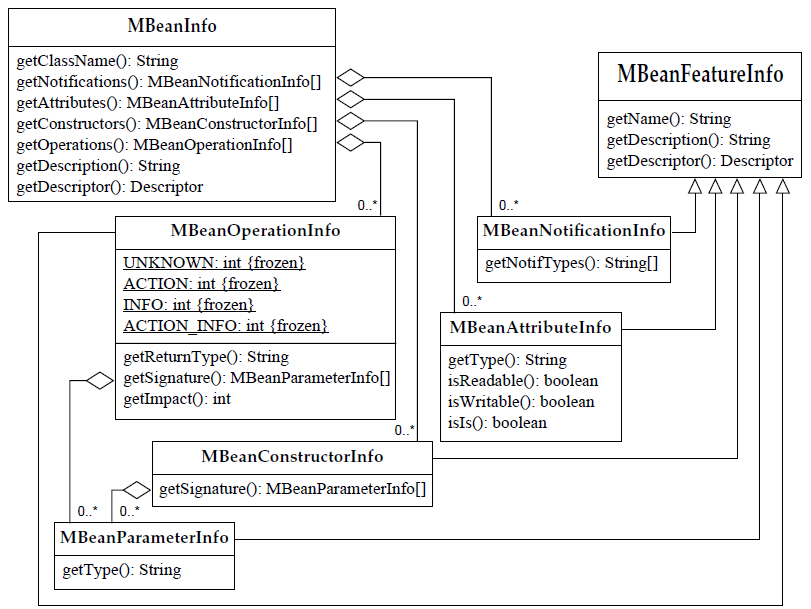 MBeanInfo
getClassName(): String
getNotifications(): MBeanNotificationInfo[]
getAttributes(): MBeanAttributeInfo[]
getConstructors(): MBeanConstructorInfo[]
getOperations(): MBeanOperationInfo[]
getDescription(): String
getDescriptor(): Descriptor
MBeanFeatureInfo
getName(): String
getDescription(): String
getDescriptor(): Descriptor
0..*
0..*
MBeanOperationInfo
UNKNOWN: int {frozen}
ACTION: int {frozen}
INFO: int {frozen}
ACTION_INFO: int {frozen}
getReturnType(): String
getSignature(): MBeanParameterInfo[]
getImpact(): int
MBeanNotificationInfo
getNotifTypes(): String[]
0..*
MBeanAttributeInfo
getType(): String
isReadable(): boolean
isWritable(): boolean
isIs(): boolean
0..*
MBeanConstructorInfo
getSignature(): MBeanParameterInfo[]
0..*
0..*
MBeanParameterInfo
getType(): String